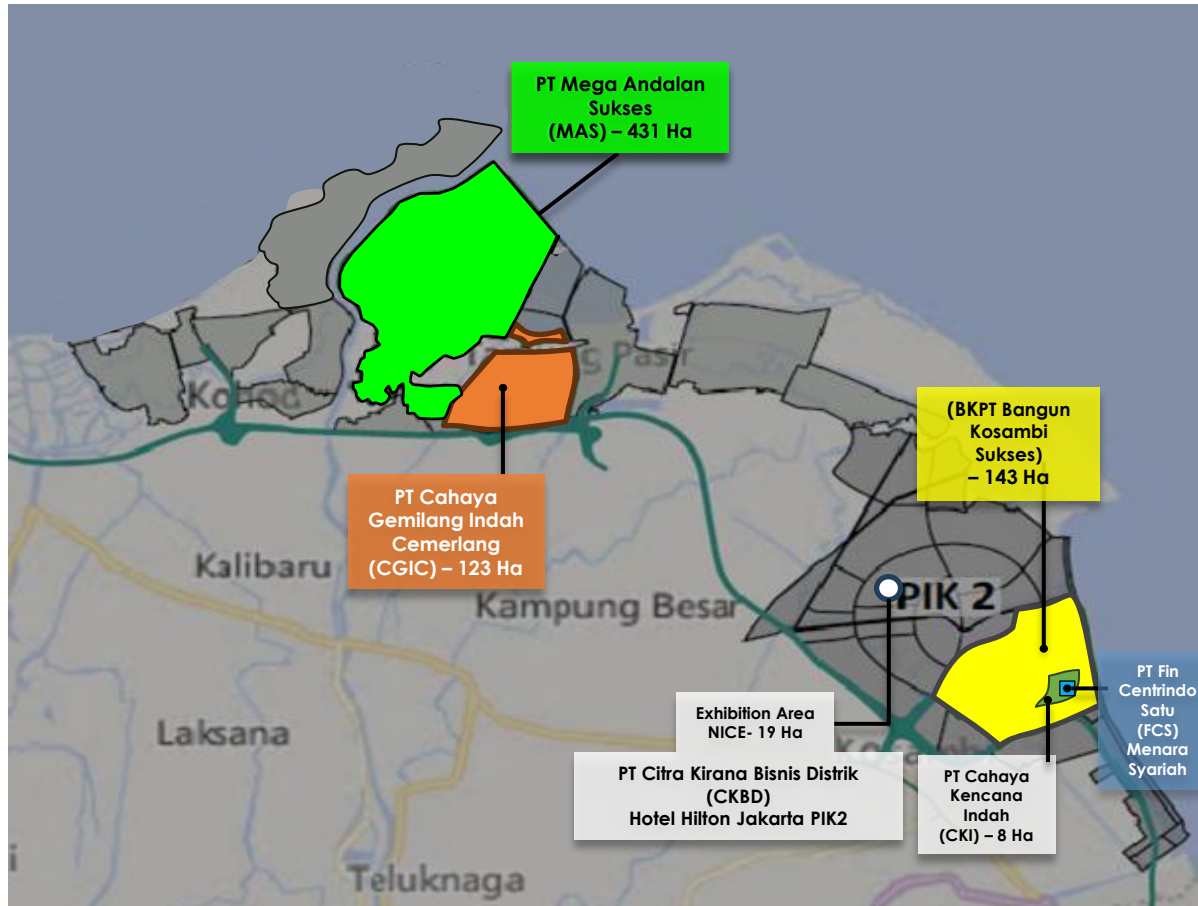 PT Mega Andalan
Sukses
(MAS) – 431 Ha
Kohod
Pasir
(BKPT Bangun
Kosambi
Sukses)
– 143 Ha
PT Cahaya
Gemilang Indah
Cemerlang
(CGIC) – 123 Ha
Kalibaru
Kampung Besar
PIK 2
PT Fin
Centrindo
Satu
(FCS)
Menara
Syariah
Exhibition Area
NICE- 19 Ha
Laksana
PT Citra Kirana Bisnis Distrik
(CKBD)
Hotel Hilton Jakarta PIK2
PT Cahaya
Kencana
Indah
(CKI) – 8 Ha
Teluknaga